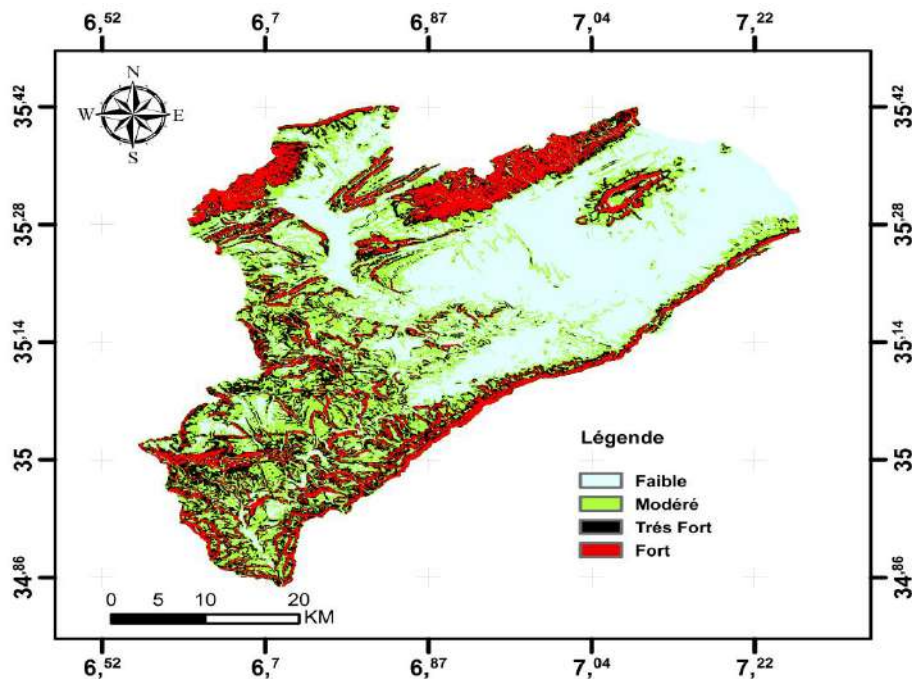 6,52 6,7 6,87 7,04 7,22
N
W E
S
35,42 35,42
35,28 35,28
35,14 35,14
35 35
34,86 34,86
Légende
Faible
Modéré
Trés Fort
Fort
0 5 10 20
KM
6,52 6,7 6,87 7,04 7,22